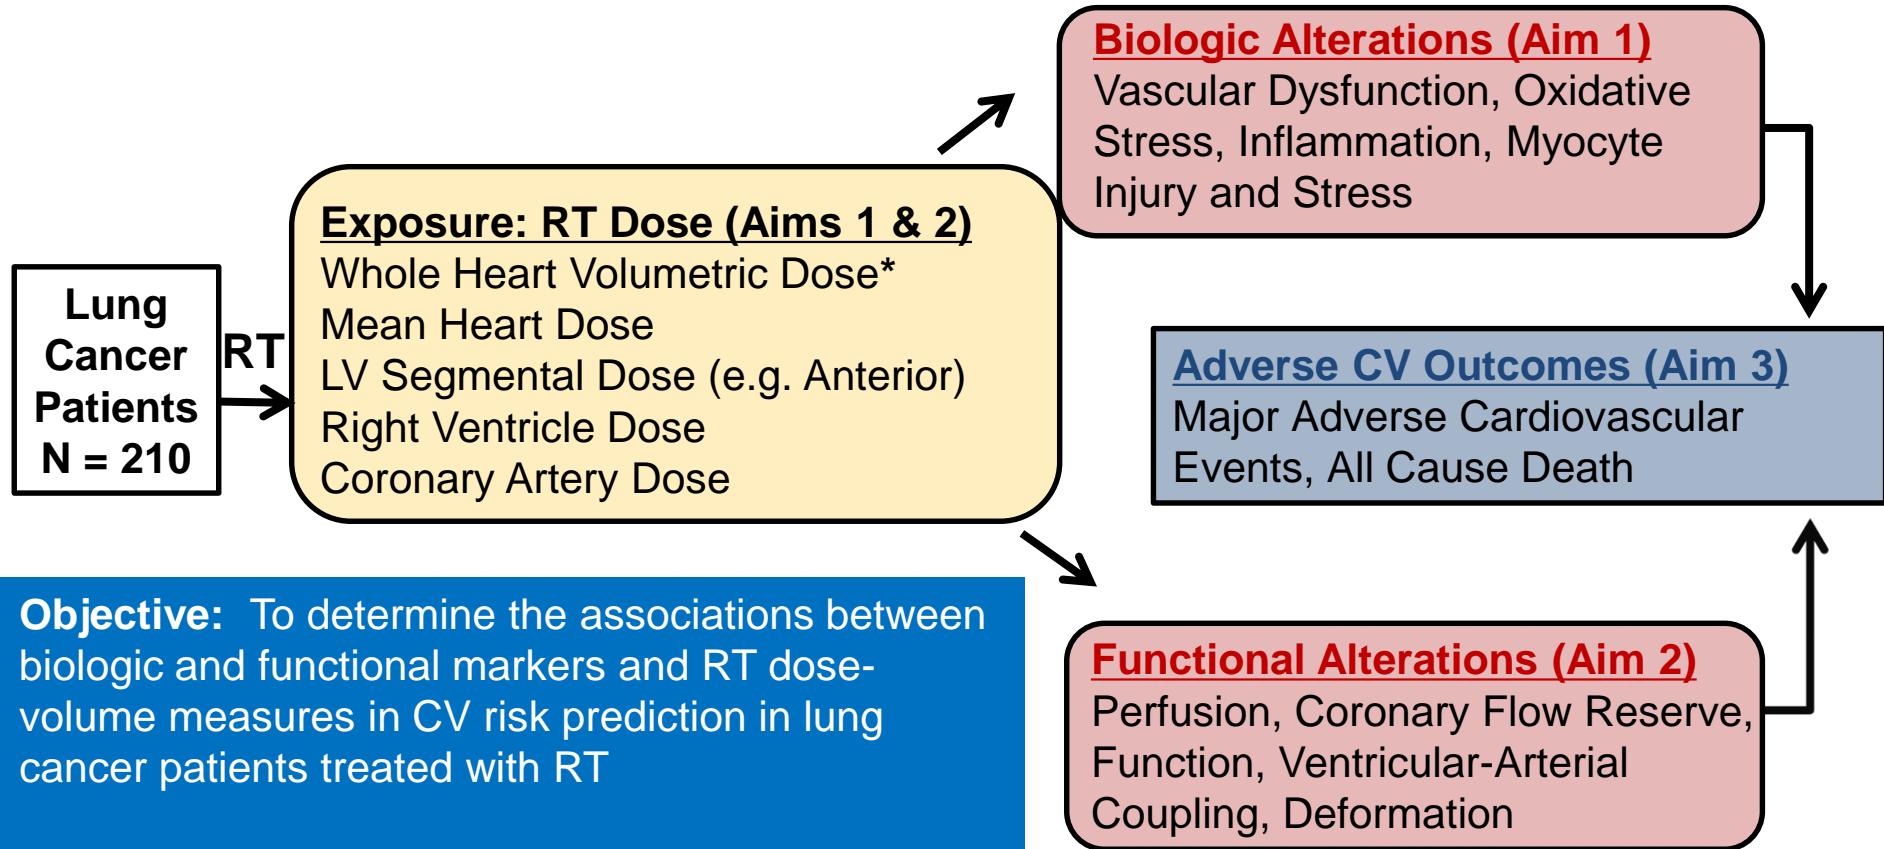 Lung
Cancer
Patients
N = 210
RT
Exposure: RT Dose (Aims 1 & 2)
Whole Heart Volumetric Dose*
Mean Heart Dose
LV Segmental Dose (e.g. Anterior)
Right Ventricle Dose
Coronary Artery Dose
Biologic Alterations (Aim 1)
Vascular Dysfunction, Oxidative
Stress, Inflammation, Myocyte
Injury and Stress
Adverse CV Outcomes (Aim 3)
Major Adverse Cardiovascular
Events, All Cause Death
Functional Alterations (Aim 2)
Perfusion, Coronary Flow Reserve,
Function, Ventricular-Arterial
Coupling, Deformation
Objective: To determine the associations between
biologic and functional markers and RT dose-
volume measures in CV risk prediction in lung
cancer patients treated with RT